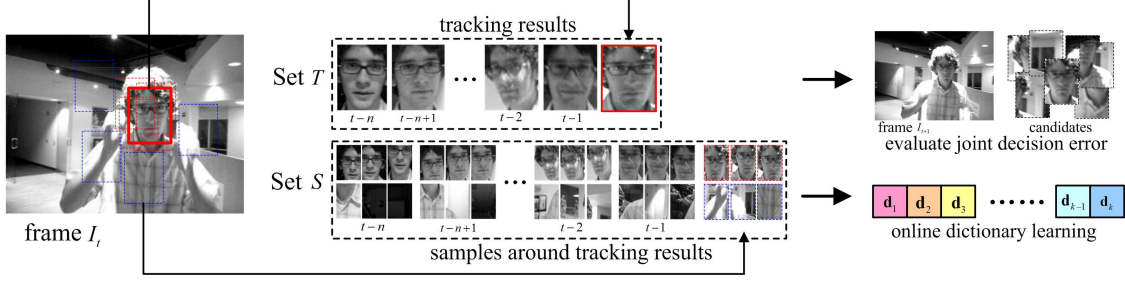 tracking results
Set T
t−n
t−n+1
...
t−2
t−1
frame I_t
Set S
...
t−n
t−n+1
t−2
t−1
samples around tracking results
frame I_{t+1}
candidates
evaluate joint decision error
d_1 d_2 d_3 ...... d_{k−1} d_k
online dictionary learning